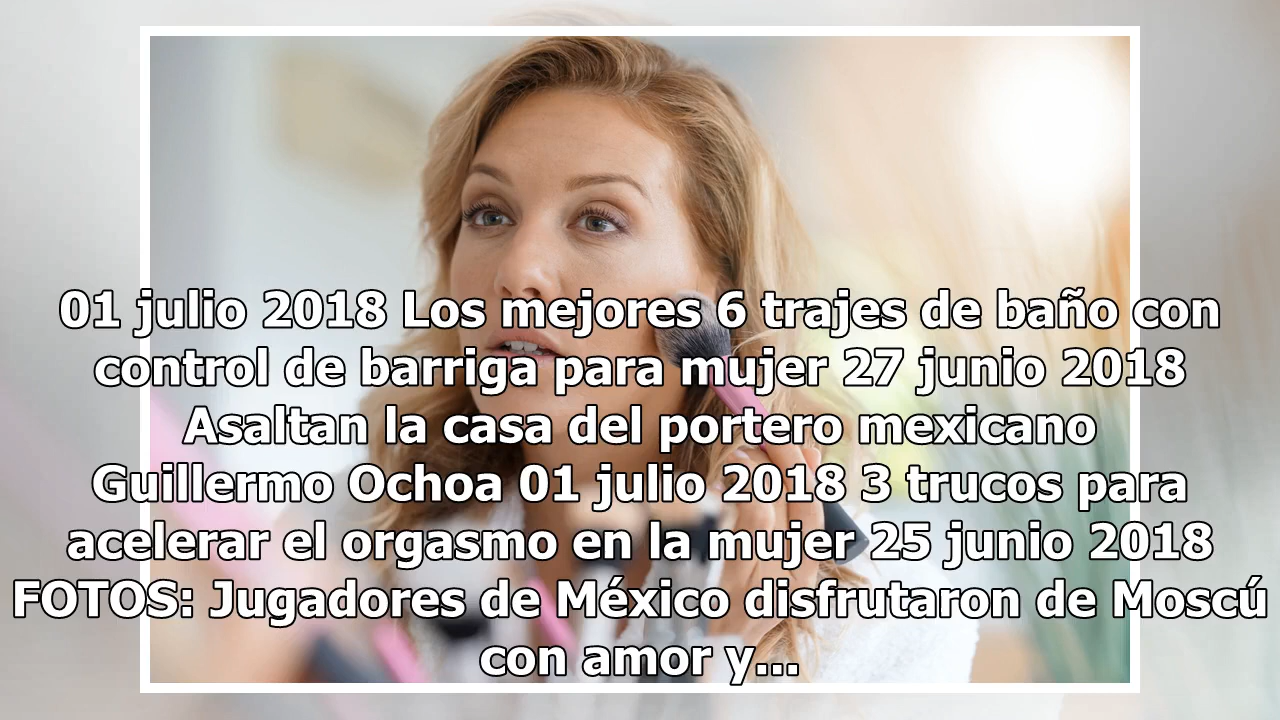 01 julio 2018 Los mejores 6 trajes de baño con
control de barriga para mujer 27 junio 2018
Asaltan la casa del portero mexicano
Guillermo Ochoa 01 julio 2018 3 trucos para
acelerar el orgasmo en la mujer 25 junio 2018
FOTOS: Jugadores de México disfrutaron de Moscú
con amor y...